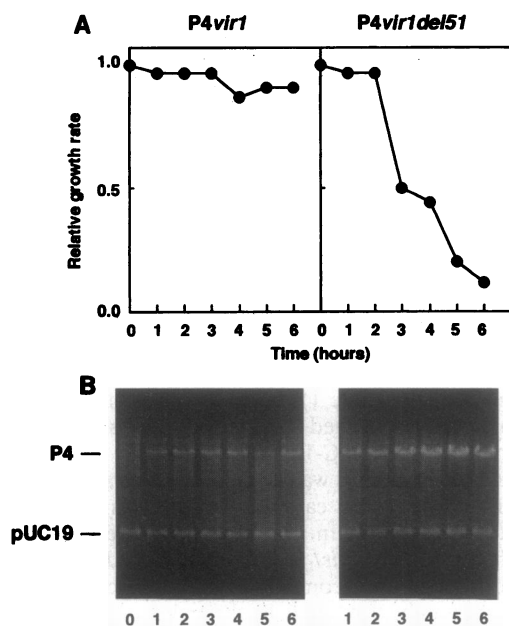 A
P4vir1
P4vir1del51
Relative growth rate
1.0
0.5
0.0
0 1 2 3 4 5 6
0 1 2 3 4 5 6
Time (hours)
B
P4 —
pUC19 —
0 1 2 3 4 5 6
1 2 3 4 5 6